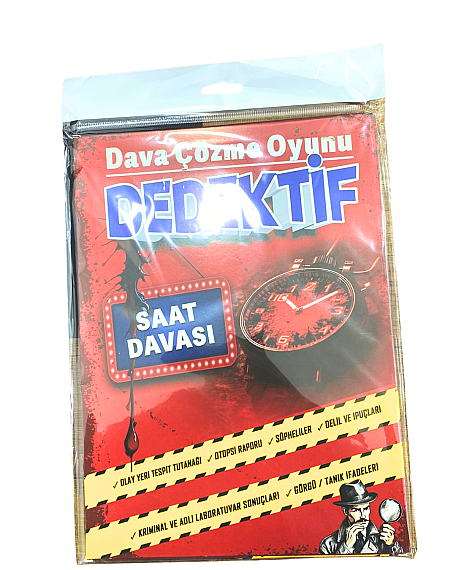 Dava Çözme Oyunu
DEDEKTİF
SAAT
DAVASI
✓ OLAY YERİ TESPİT TUTANAĞI ✓ OTOPSİ RAPORU ✓ ŞÜPHELİLER ✓ DELİL VE İPUÇLARI
✓ KRİMİNAL VE ADLİ LABORATUVAR SONUÇLARI ✓ GÖRGÜ / TANIK İFADELERİ